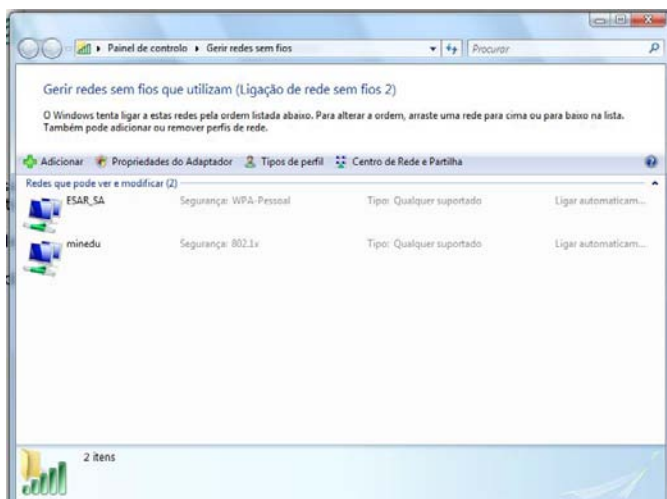 Painel de controlo ▸ Gerir redes sem fios
Procurar
Gerir redes sem fios que utilizam (Ligação de rede sem fios 2)
O Windows tenta ligar a estas redes pela ordem listada abaixo. Para alterar a ordem, arraste uma rede para cima ou para baixo na lista.
Também pode adicionar ou remover perfis de rede.
Adicionar Propriedades do Adaptador Tipos de perfil Centro de Rede e Partilha
Redes que pode ver e modificar (2)
ESAR_SA Segurança: WPA-Pessoal Tipo: Qualquer suportado Ligar automaticam...
minedu Segurança: 802.1x Tipo: Qualquer suportado Ligar automaticam...
2 itens